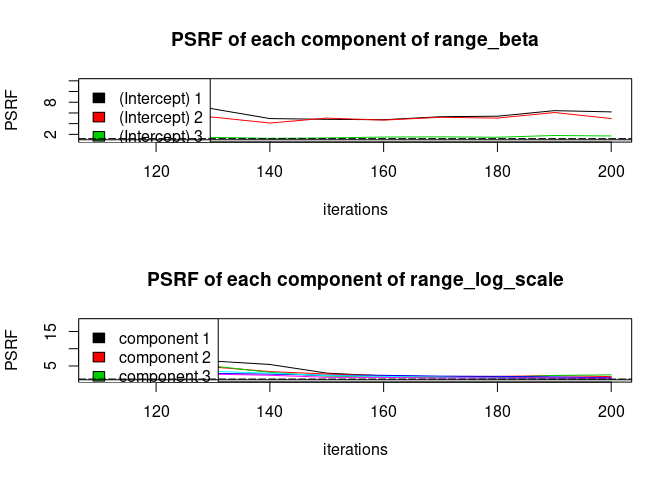 PSRF of each component of range_beta
PSRF
8
2
(Intercept) 1
(Intercept) 2
(Intercept) 3
120 140 160 180 200
iterations
PSRF of each component of range_log_scale
PSRF
15
5
component 1
component 2
component 3
120 140 160 180 200
iterations